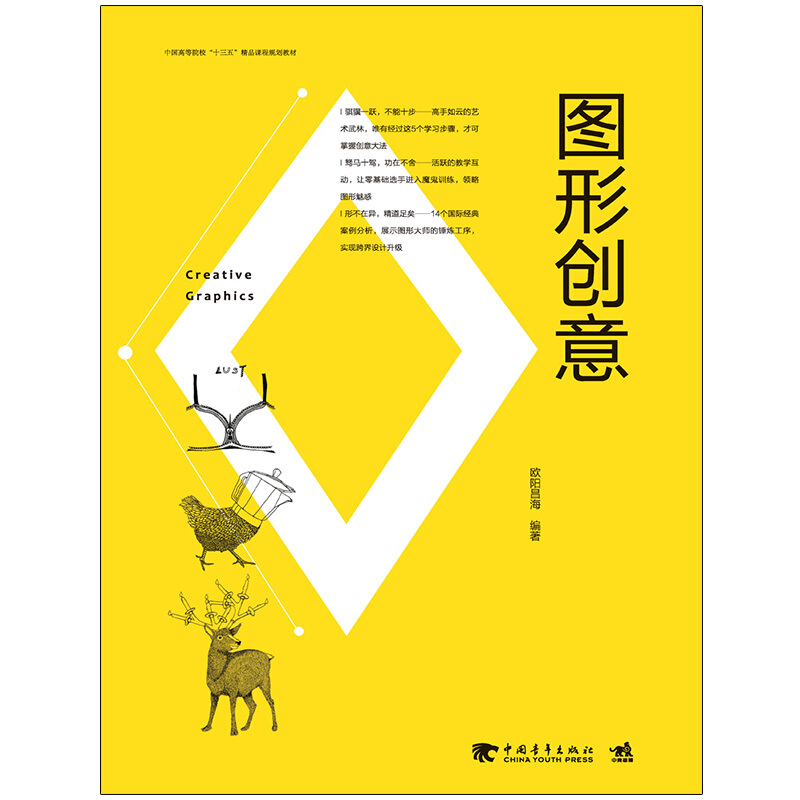 中国高等院校“十三五”精品课程规划教材
图形创意
| 骐骥一跃，不能十步——高手如云的艺
术武林，唯有经过这5个学习步骤，才可
掌握创意大法
| 驽马十驾，功在不舍——活跃的教学互
动，让零基础选手进入魔鬼训练，领略
图形魅惑
| 形不在异，精道足矣——14个国际经典
案例分析，展示图形大师的锤炼工序，
实现跨界设计升级
Creative
Graphics
LUST
欧阳昌海 编著
中国青年出版社
CHINA YOUTH PRESS